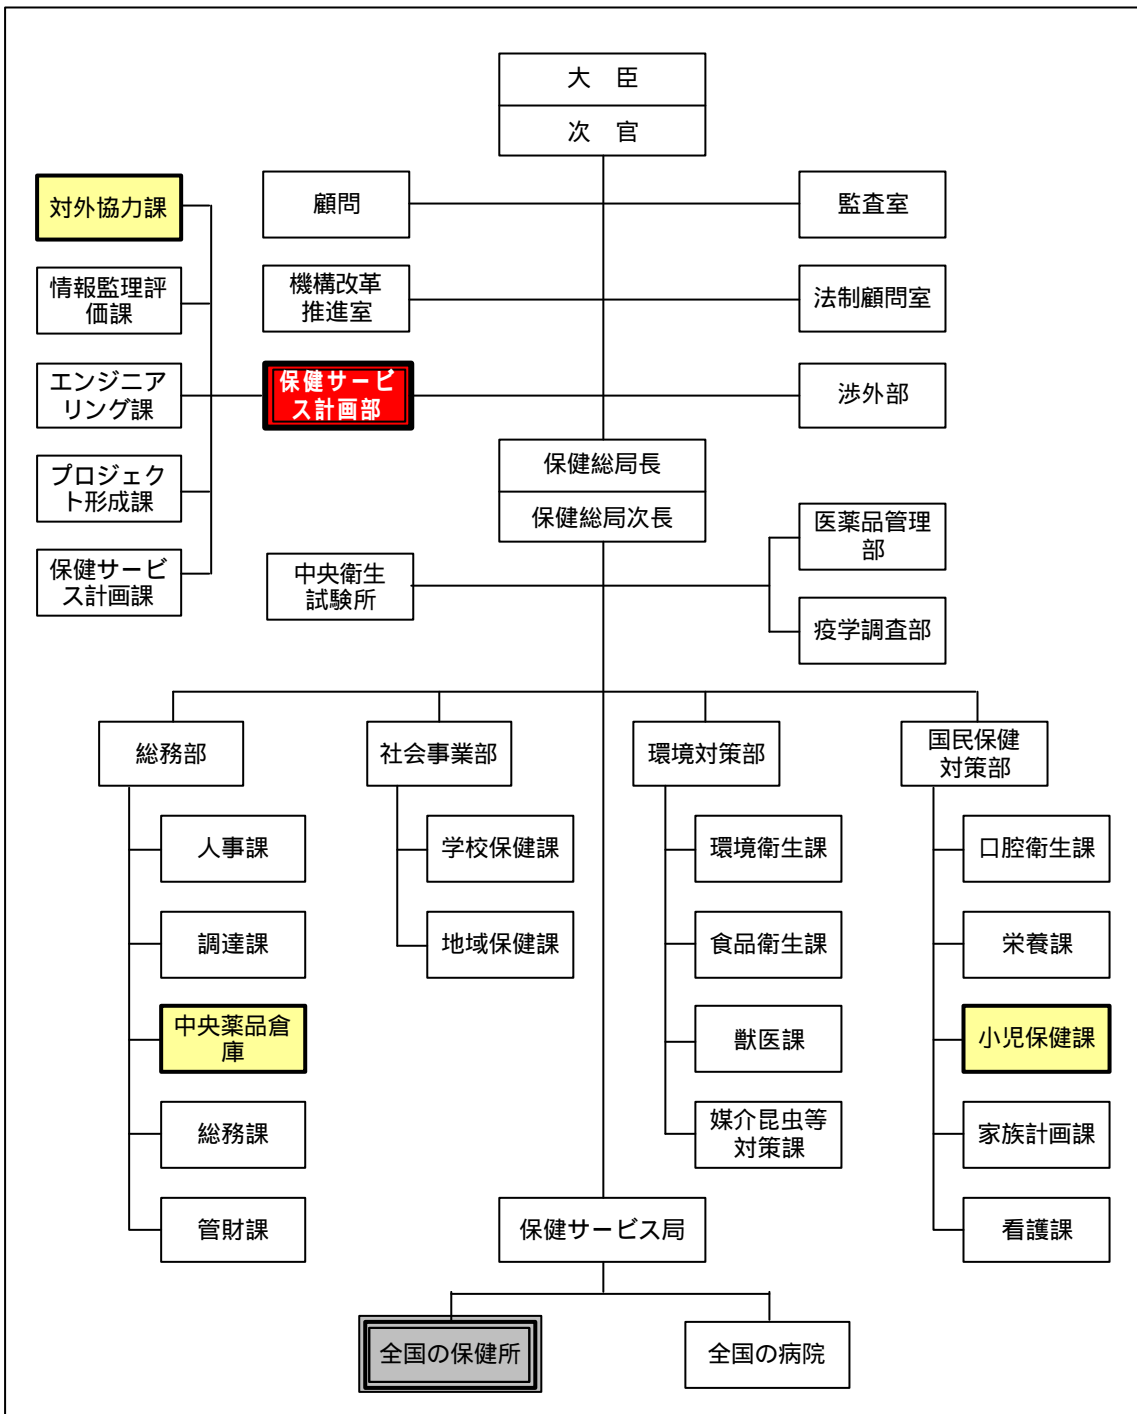 大　臣
次　官
対外協力課
顧問
監査室
情報監理評
価課
機構改革
推進室
法制顧問室
エンジニア
リング課
保健サービ
ス計画部
渉外部
プロジェク
ト形成課
保健総局長
保健総局次長
医薬品管理
部
保健サービ
ス計画課
中央衛生
試験所
疫学調査部
総務部
社会事業部
環境対策部
国民保健
対策部
人事課
学校保健課
環境衛生課
口腔衛生課
調達課
地域保健課
食品衛生課
栄養課
中央薬品倉
庫
獣医課
小児保健課
総務課
媒介昆虫等
対策課
家族計画課
管財課
保健サービス局
看護課
全国の保健所
全国の病院